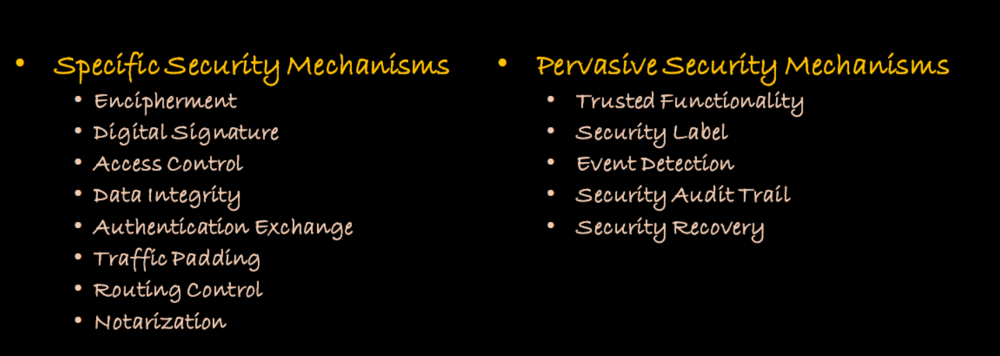 Specific Security Mechanisms
Encipherment
Digital Signature
Access Control
Data Integrity
Authentication Exchange
Traffic Padding
Routing Control
Notarization
Pervasive Security Mechanisms
Trusted Functionality
Security Label
Event Detection
Security Audit Trail
Security Recovery